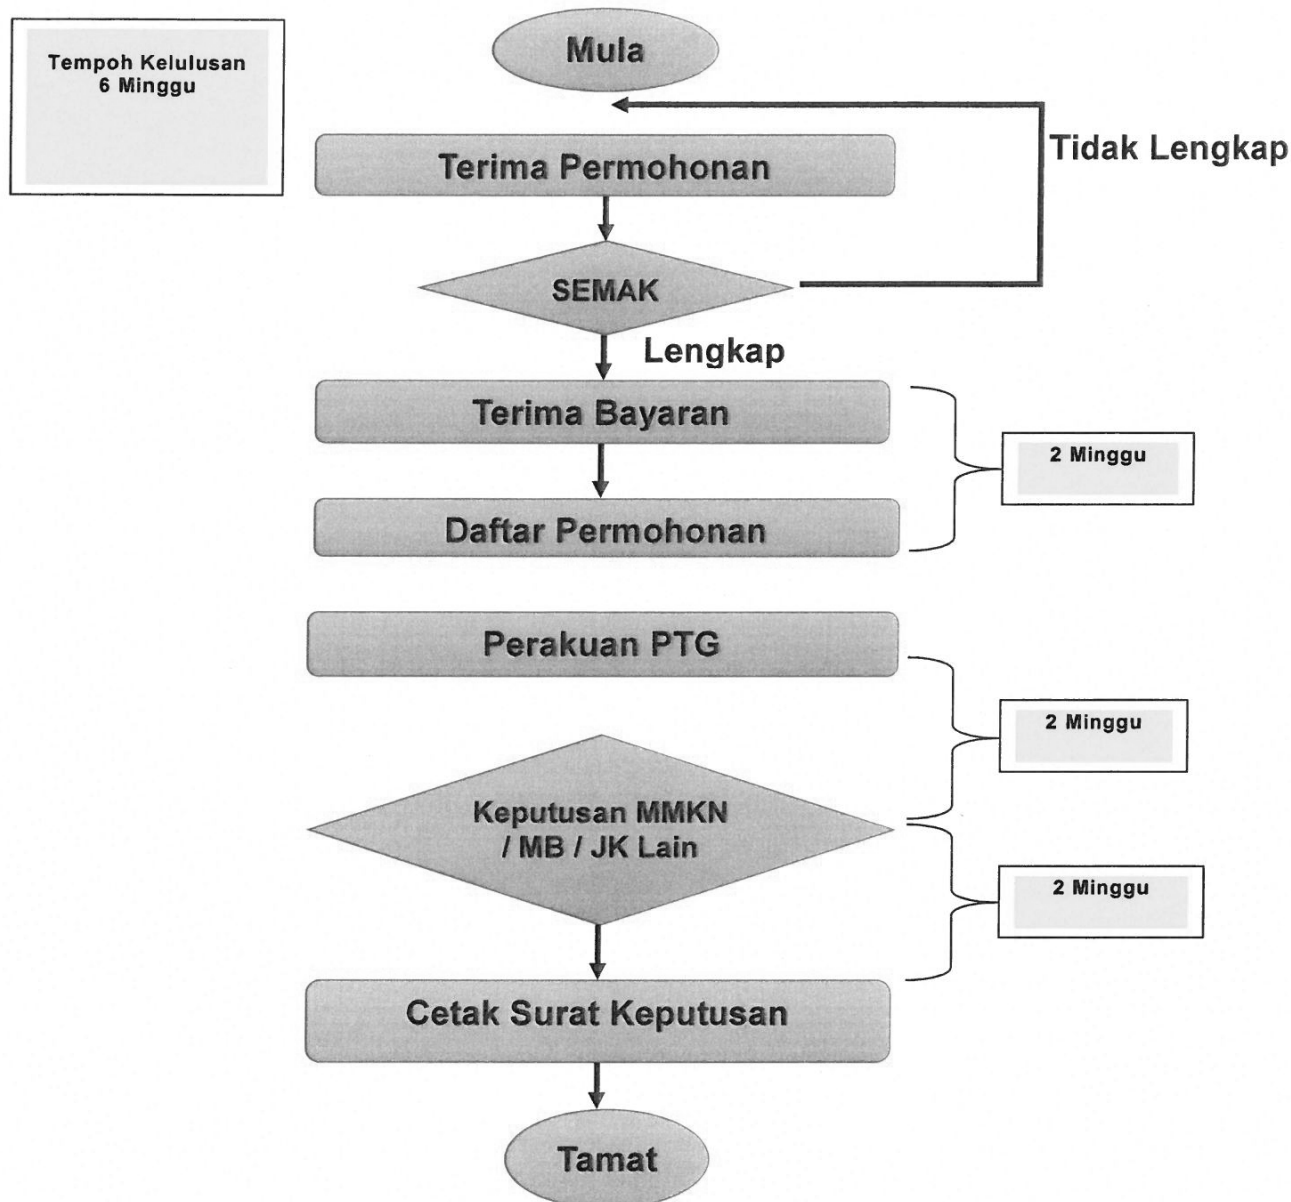 Tempoh Kelulusan
6 Minggu
Mula
Tidak Lengkap
Terima Permohonan
SEMAK
Lengkap
Terima Bayaran
2 Minggu
Daftar Permohonan
Perakuan PTG
2 Minggu
Keputusan MMKN
/ MB / JK Lain
2 Minggu
Cetak Surat Keputusan
Tamat